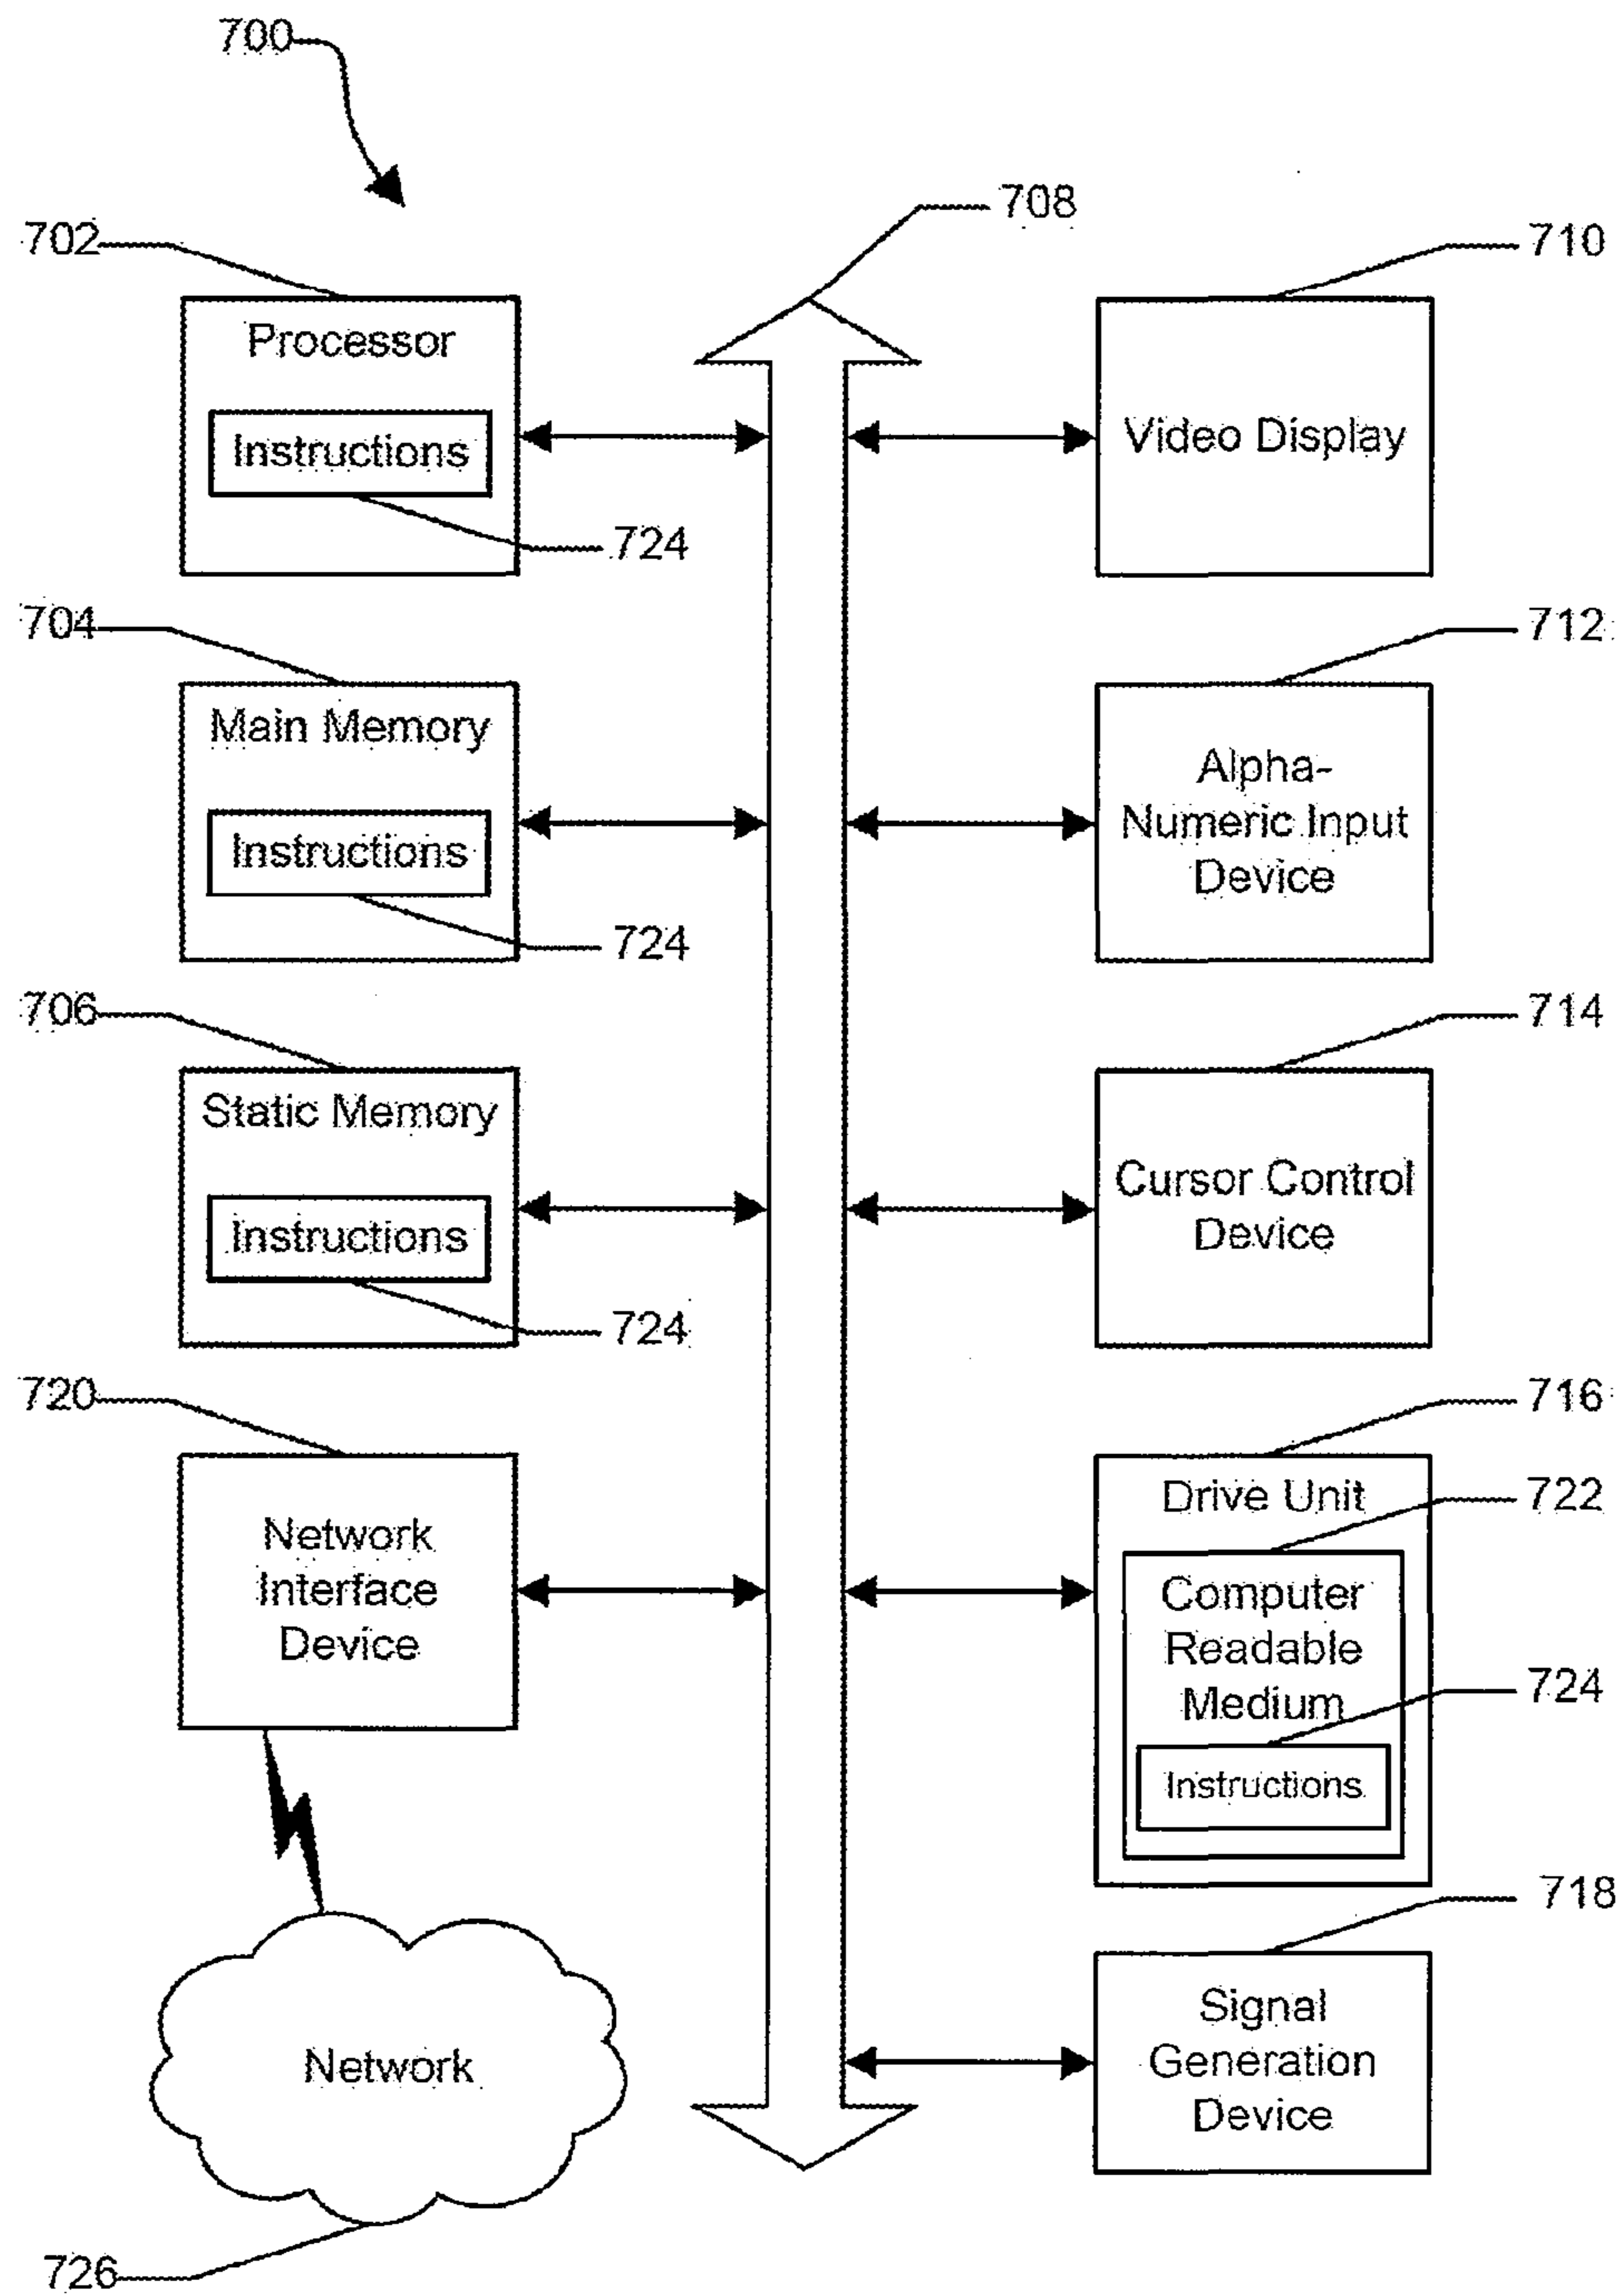 700
708
702
710
Processor
Instructions
Video Display
724
704
712
Main Memory
Instructions
Alpha-
Numeric Input
Device
724
706
714
Static Memory
Instructions
Cursor Control
Device
724
720
716
Network
Interface
Device
Drive Unit
722
Computer
Readable
Medium
724
Instructions
718
Network
Signal
Generation
Device
726